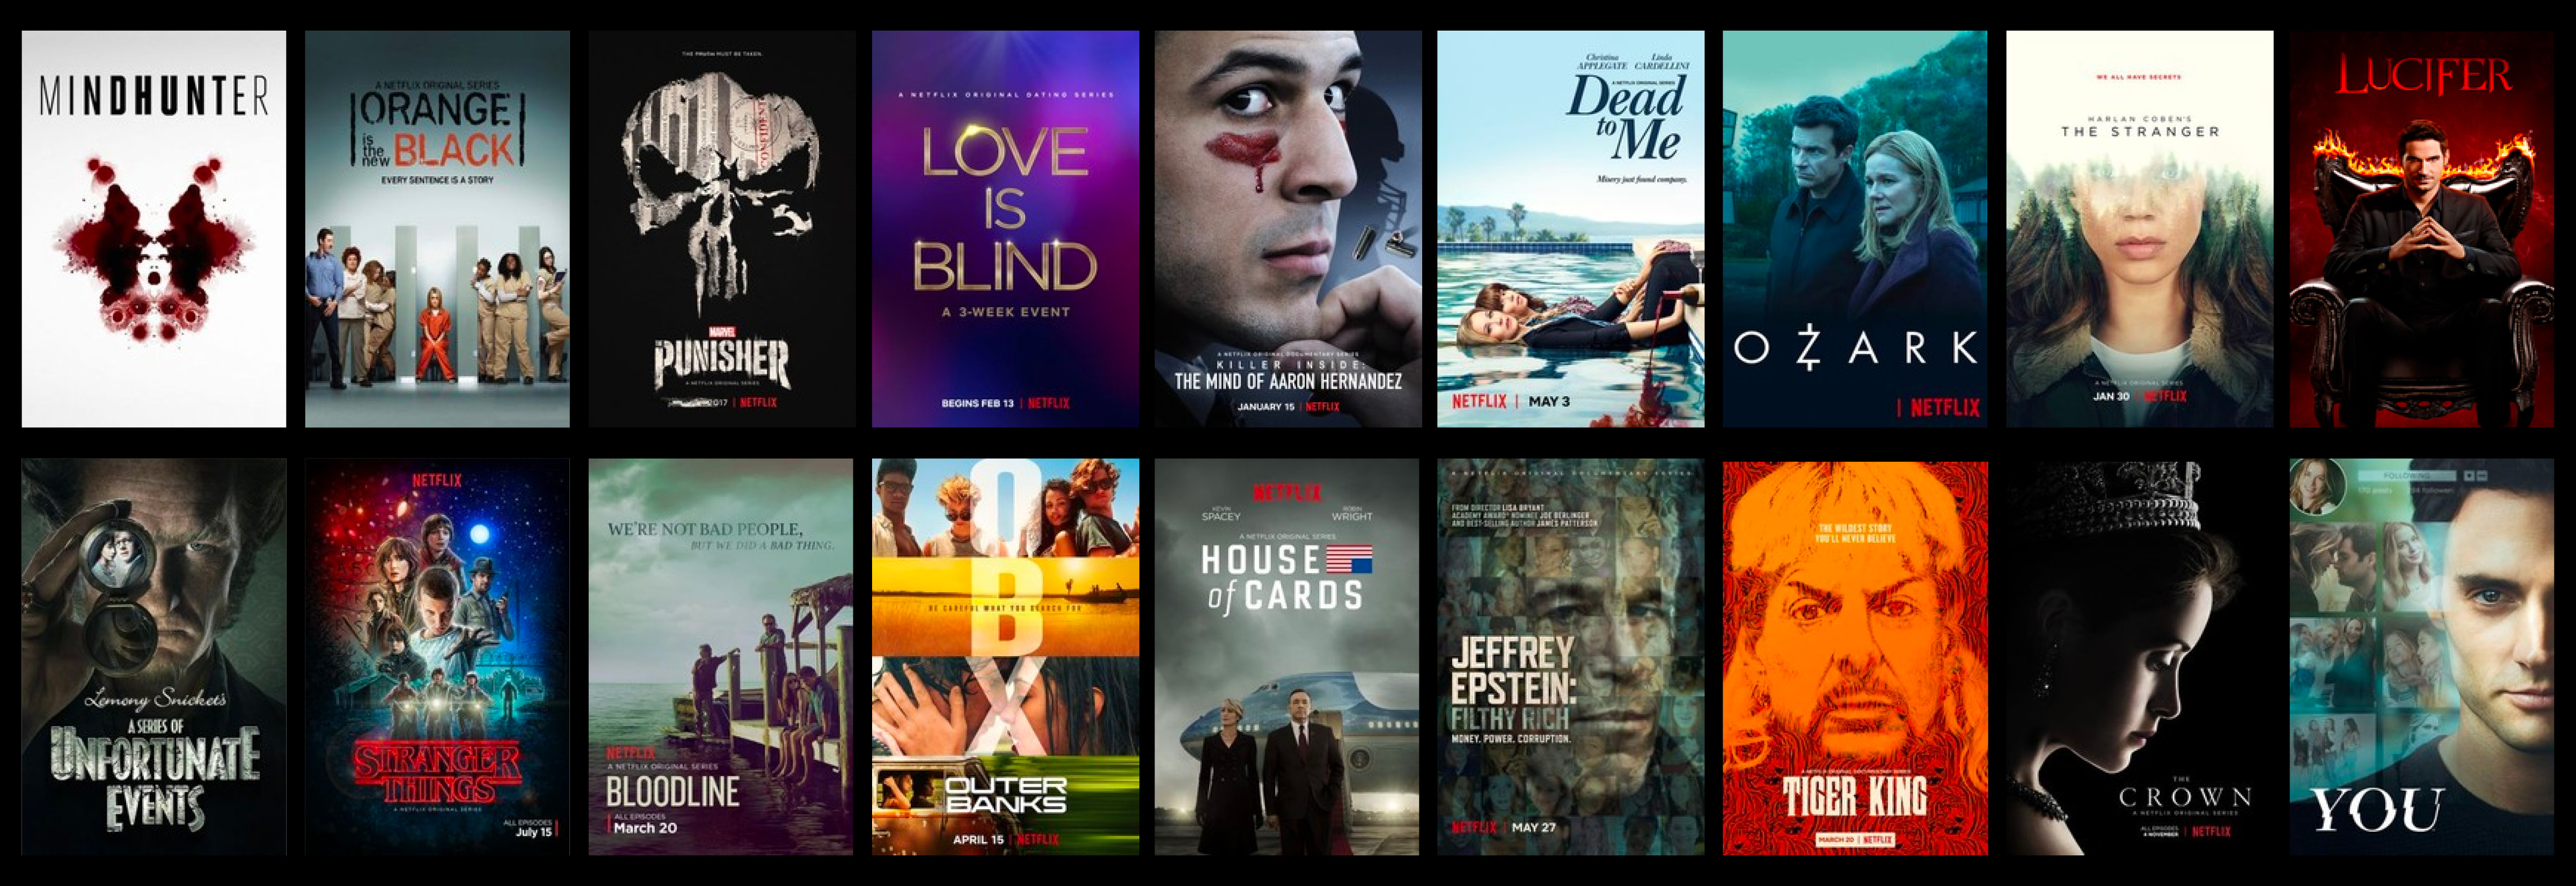 MINDHUNTER
A NETFLIX ORIGINAL SERIES
ORANGE
is the new BLACK
EVERY SENTENCE IS A STORY
THE TRUTH MUST BE TAKEN.
CONFIDENT
MARVEL
PUNISHER
A NETFLIX ORIGINAL SERIES
2017 | NETFLIX
A NETFLIX ORIGINAL DATING SERIES
LOVE
IS
BLIND
A 3-WEEK EVENT
BEGINS FEB 13 | NETFLIX
A NETFLIX ORIGINAL DOCUMENTARY SERIES
KILLER INSIDE:
THE MIND OF AARON HERNANDEZ
JANUARY 15 | NETFLIX
Christina APPLEGATE Linda CARDELLINI
A NETFLIX ORIGINAL SERIES
Dead
to
Me
Misery just found company.
NETFLIX | MAY 3
OZARK
| NETFLIX
WE ALL HAVE SECRETS
HARLAN COBEN'S
THE STRANGER
A NETFLIX ORIGINAL SERIES
JAN 30 | NETFLIX
LUCIFER
Lemony Snicket's
A SERIES OF
UNFORTUNATE
EVENTS
NETFLIX
STRANGER
THINGS
A NETFLIX ORIGINAL SERIES
ALL EPISODES
July 15
WE'RE NOT BAD PEOPLE,
BUT WE DID A BAD THING.
NETFLIX
A NETFLIX ORIGINAL SERIES
BLOODLINE
ALL EPISODES
March 20
O
B
BE CAREFUL WHAT YOU SEARCH FOR
X
OUTER
BANKS
APRIL 15 | NETFLIX
NETFLIX
KEVIN SPACEY ROBIN WRIGHT
A NETFLIX ORIGINAL SERIES
HOUSE
of CARDS
A NETFLIX ORIGINAL DOCUMENTARY SERIES
FROM DIRECTOR LISA BRYANT
ACADEMY AWARD® NOMINEE JOE BERLINGER
AND BEST-SELLING AUTHOR JAMES PATTERSON
JEFFREY
EPSTEIN:
FILTHY RICH
MONEY. POWER. CORRUPTION.
NETFLIX | MAY 27
THE WILDEST STORY
YOU'LL NEVER BELIEVE
A NETFLIX ORIGINAL DOCUMENTARY SERIES
TIGER KING
MARCH 20 | NETFLIX
THE
CROWN
A NETFLIX ORIGINAL SERIES
ALL EPISODES
4 NOVEMBER | NETFLIX
FOLLOWING
posts followers
YOU